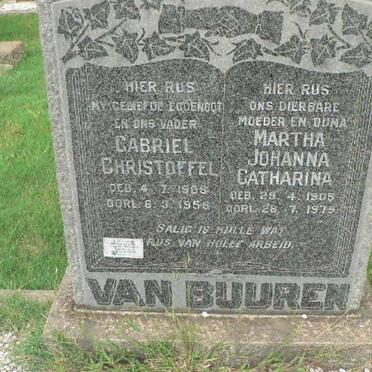 HIER RUS
MY GELIEFDE EGGENOOT
EN ONS VADER
GABRIEL
CHRISTOFFEL
GEB. 4. 7. 1908
OORL. 6. 3. 1956
HIER RUS
ONS DIERBARE
MOEDER EN OUMA
MARTHA
JOHANNA
CATHARINA
GEB. 29. 4. 1905
OORL. 28. 7. 1979
SALIG IS HULLE WAT
RUS VAN HULLE ARBEID.
VAN BUUREN